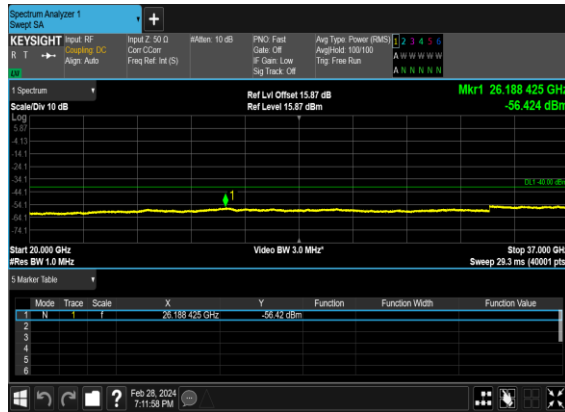 Spectrum Analyzer 1
Swept SA
KEYSIGHT Input: RF Input Z: 50 Ω #Atten: 10 dB PNO: Fast Avg Type: Power (RMS) 1 2 3 4 5 6
R T Coupling: DC Corr CCorr Gate: Off Avg|Hold: 100/100 A W W W W W
Align: Auto Freq Ref: Int (S) IF Gain: Low Trig: Free Run
Sig Track: Off A N N N N N
1 Spectrum Ref Lvl Offset 15.87 dB Mkr1 26.188 425 GHz
Scale/Div 10 dB Ref Level 15.87 dBm -56.424 dBm
Log
5.87
-4.13
-14.1
-24.1
-34.1 DL1 -40.00 dBm
-44.1
-54.1 1
-64.1
-74.1
Start 20.000 GHz Video BW 3.0 MHz* Stop 37.000 GHz
#Res BW 1.0 MHz Sweep 29.3 ms (40001 pts)
5 Marker Table
Mode Trace Scale X Y Function Function Width Function Value
1 N 1 f 26.188 425 GHz -56.42 dBm
2
3
4
5
6
? Feb 28, 2024
7:11:58 PM